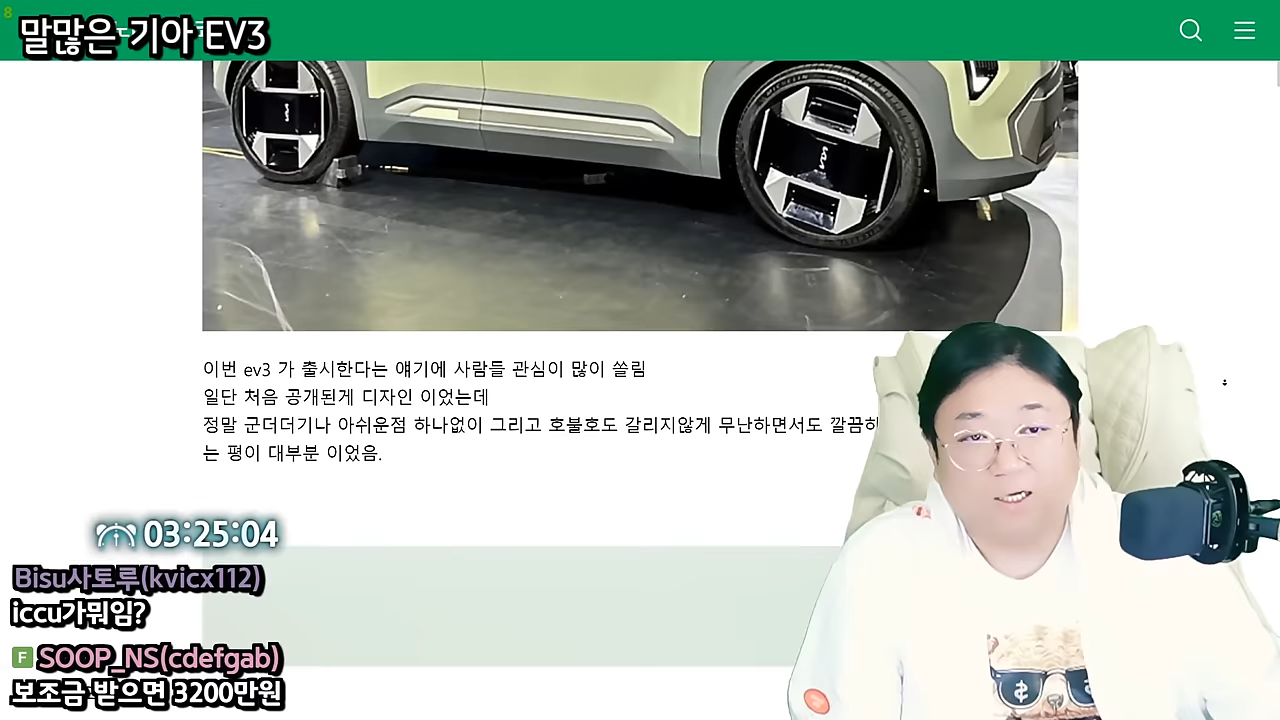 8
말많은 기아 EV3
이번 ev3 가 출시한다는 얘기에 사람들 관심이 많이 쏠림
일단 처음 공개된게 디자인 이었는데
정말 군더더기나 아쉬운점 하나없이 그리고 호불호도 갈리지않게 무난하면서도 깔끔하
는 평이 대부분 이었음.
03:25:04
Bisu사토루(kvicx112)
iccu가뭐임?
F SOOP_NS(cdefgab)
보조금 받으면 3200만원